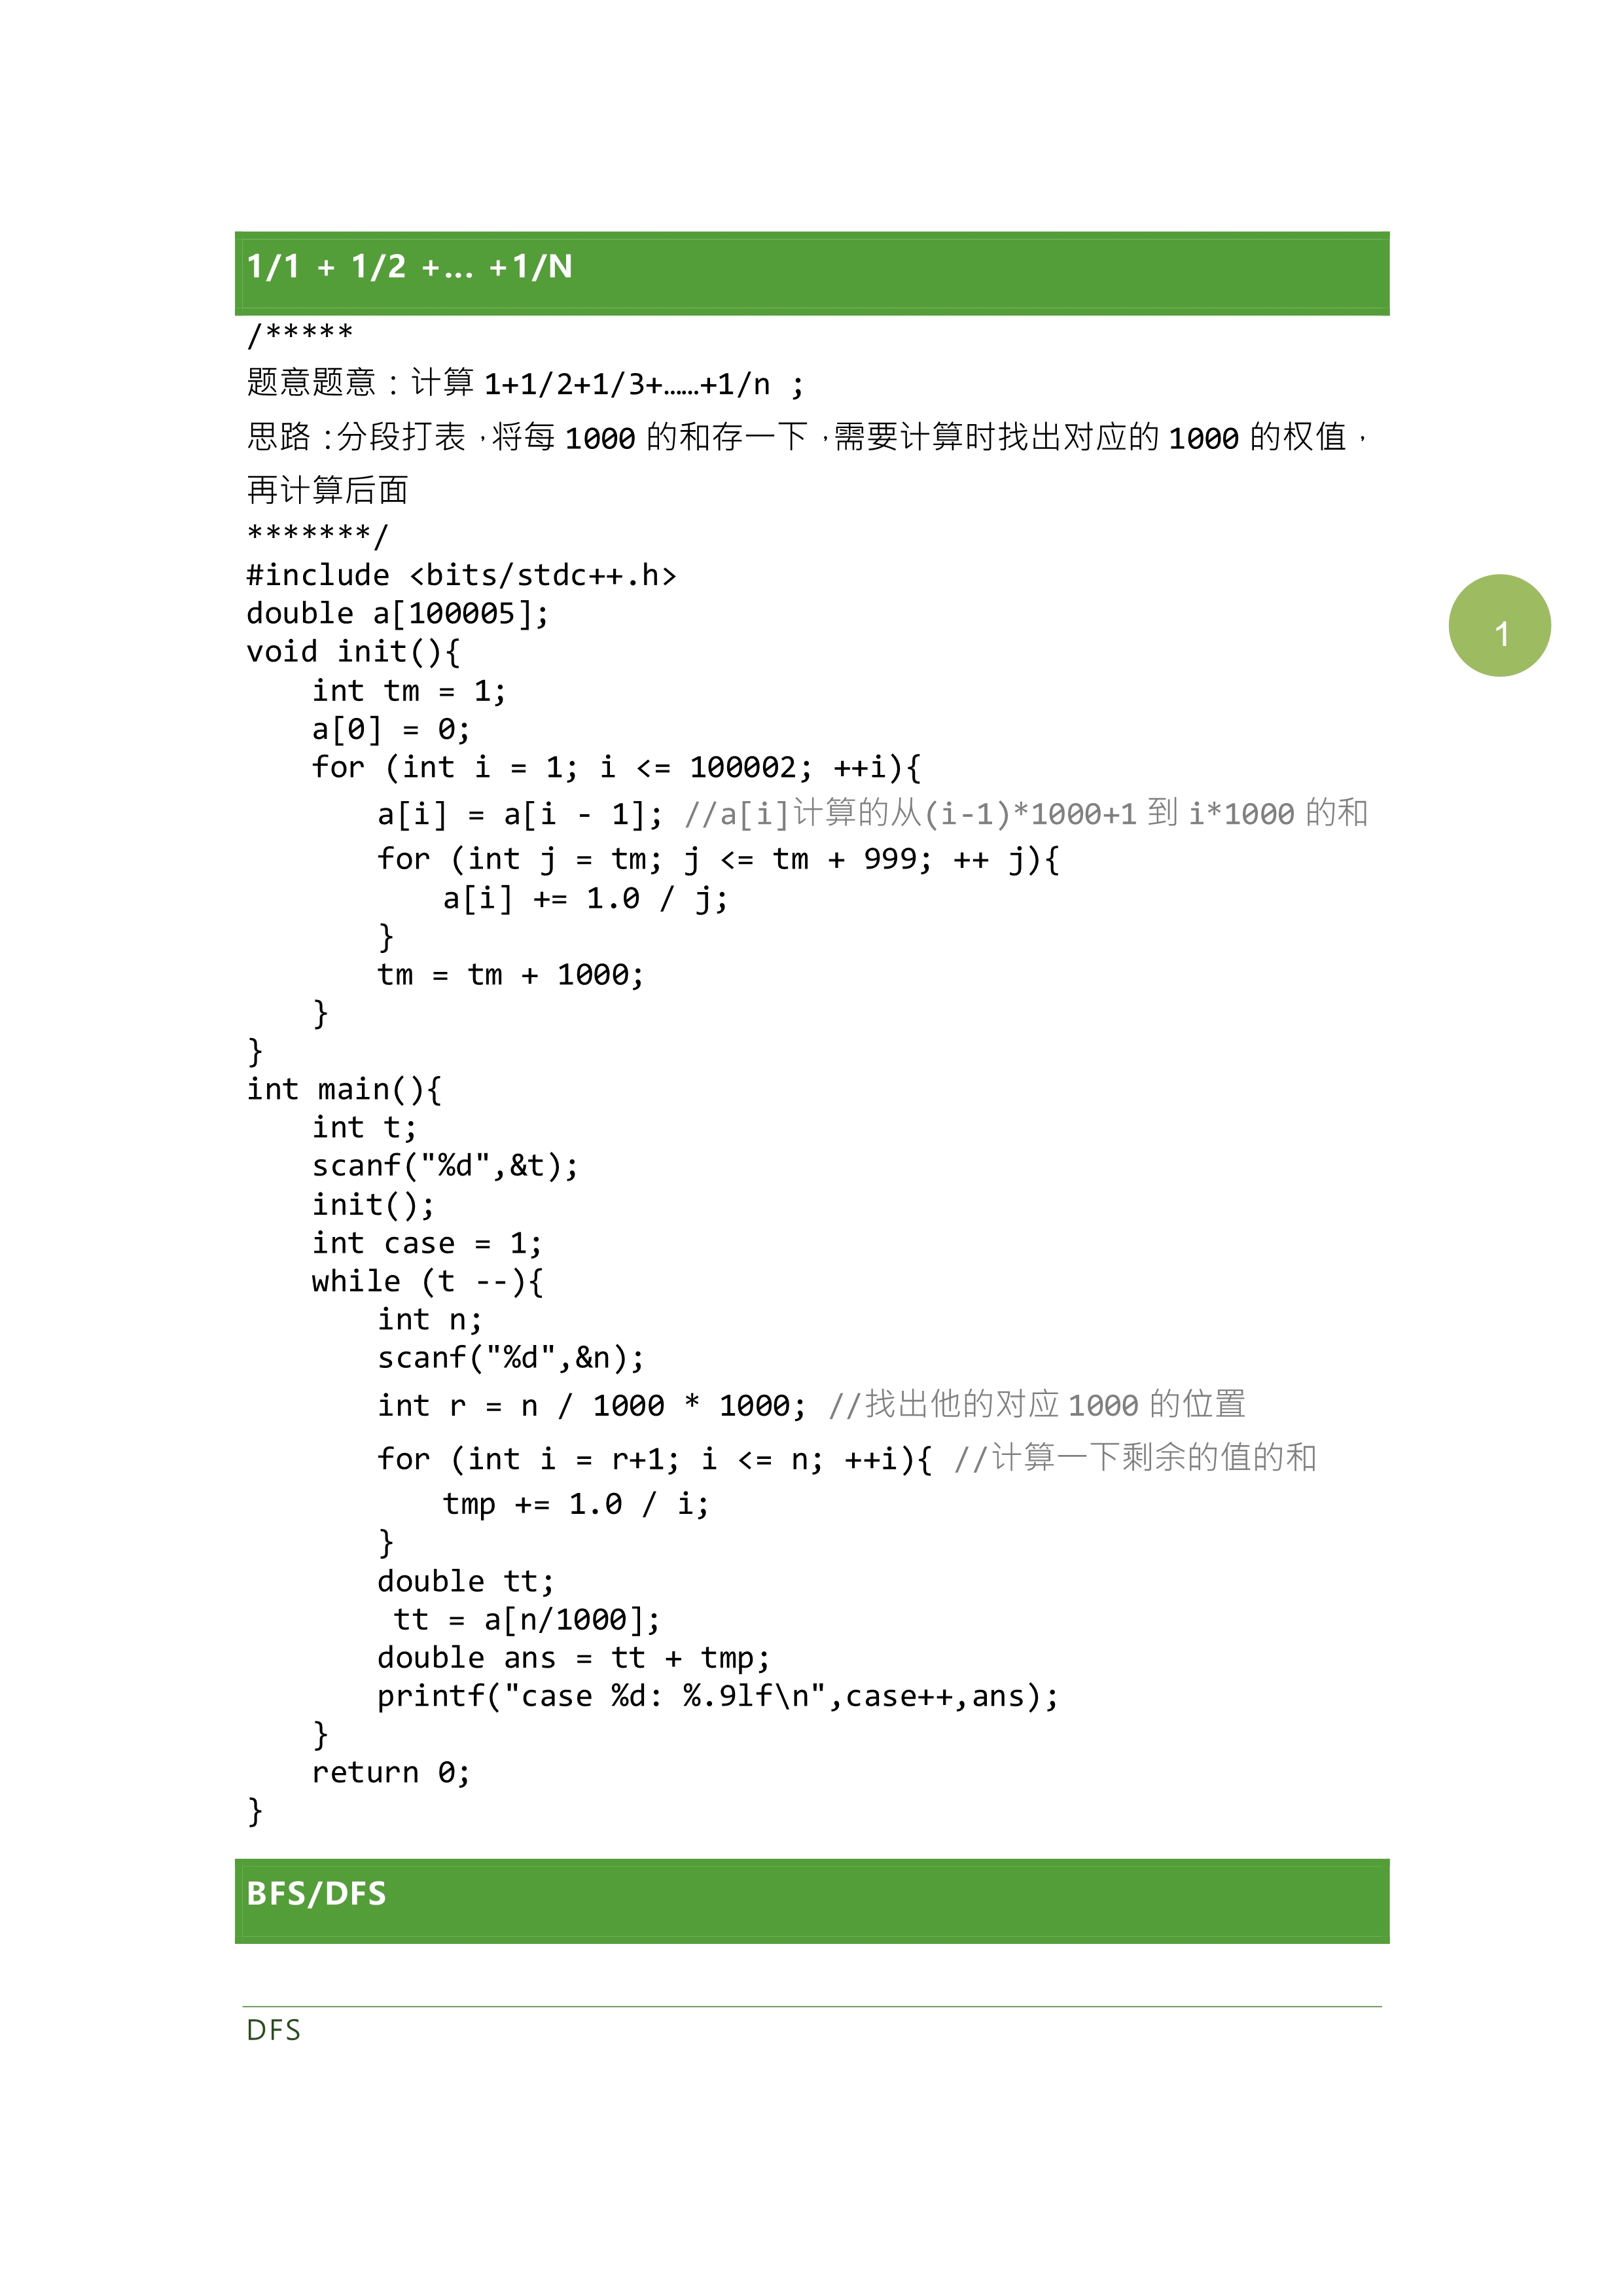 1/1 + 1/2 +... +1/N
/*****
题意题意：计算 1+1/2+1/3+……+1/n ;
思路：分段打表，将每 1000 的和存一下，需要计算时找出对应的 1000 的权值，
再计算后面
*******/
#include <bits/stdc++.h>
double a[100005];
void init(){
    int tm = 1;
    a[0] = 0;
    for (int i = 1; i <= 100002; ++i){
        a[i] = a[i - 1]; //a[i]计算的从(i-1)*1000+1 到 i*1000 的和
        for (int j = tm; j <= tm + 999; ++ j){
            a[i] += 1.0 / j;
        }
        tm = tm + 1000;
    }
}
int main(){
    int t;
    scanf("%d",&t);
    init();
    int case = 1;
    while (t --){
        int n;
        scanf("%d",&n);
        int r = n / 1000 * 1000; //找出他的对应 1000 的位置
        for (int i = r+1; i <= n; ++i){ //计算一下剩余的值的和
            tmp += 1.0 / i;
        }
        double tt;
         tt = a[n/1000];
        double ans = tt + tmp;
        printf("case %d: %.9lf\n",case++,ans);
    }
    return 0;
}
1
BFS/DFS
DFS